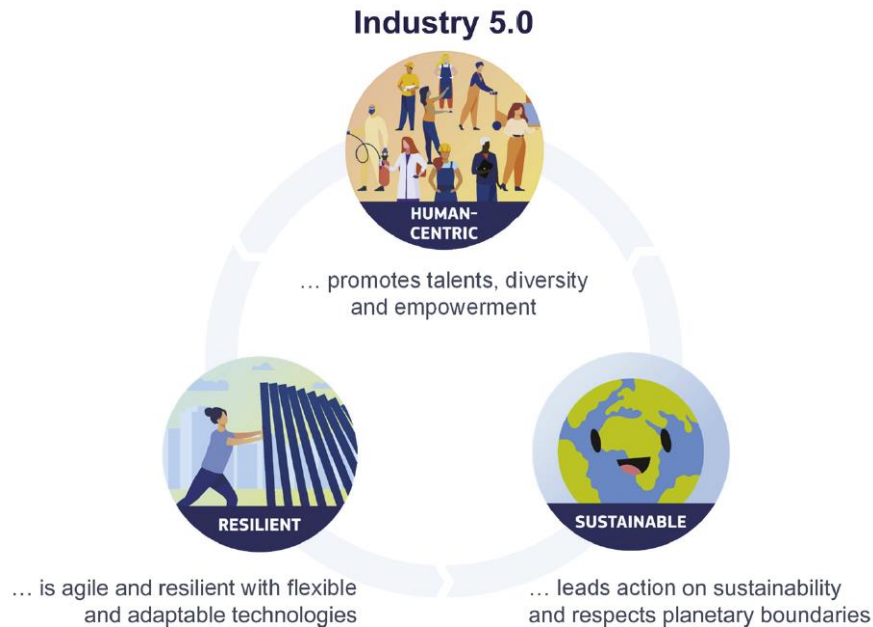 Industry 5.0
HUMAN-
CENTRIC
… promotes talents, diversity
and empowerment
RESILIENT
… is agile and resilient with flexible
and adaptable technologies
SUSTAINABLE
… leads action on sustainability
and respects planetary boundaries